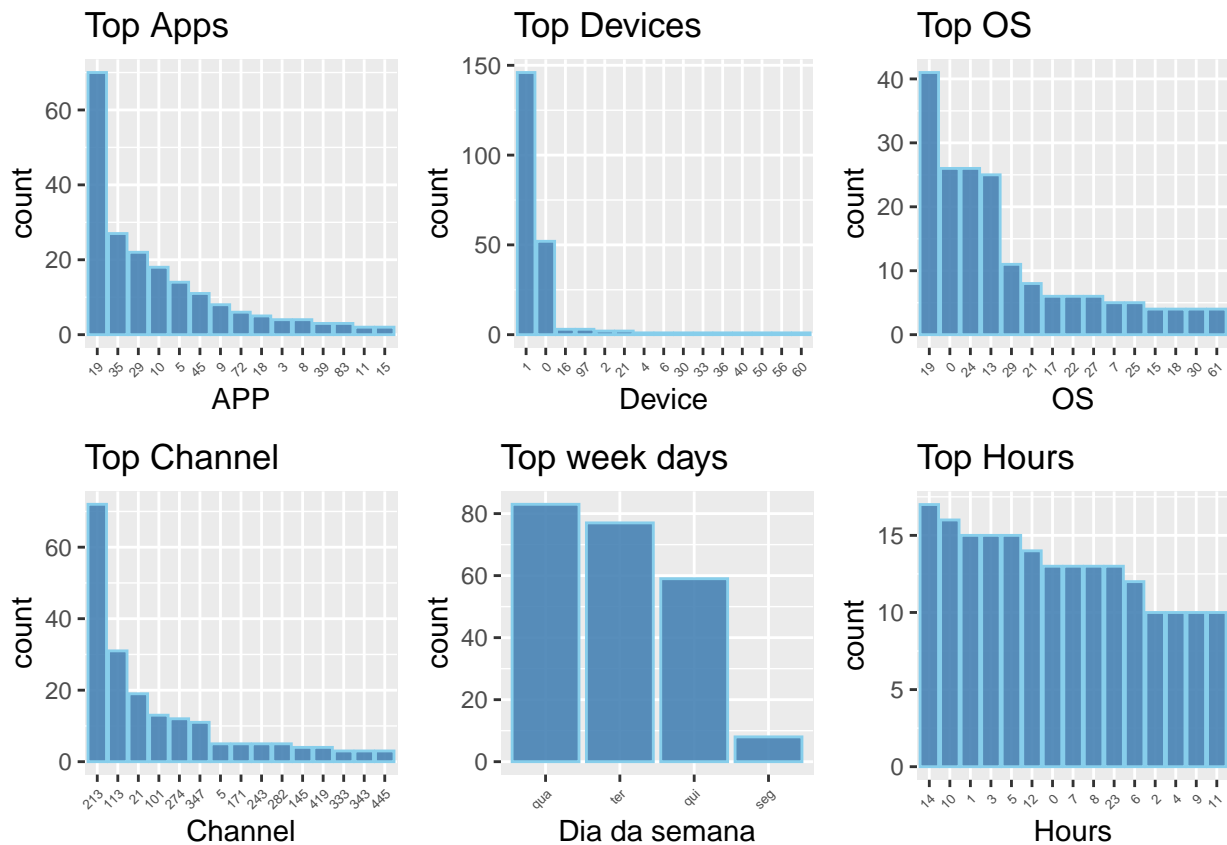 Top Apps
60
40
20
0
count
19 35 29 10 5 45 9 72 18 3 8 39 83 11 15
APP
Top Devices
150
100
50
0
count
1 0 16 97 2 21 4 6 30 33 36 40 50 56 60
Device
Top OS
40
30
20
10
0
count
19 0 24 13 29 21 17 22 27 7 25 15 18 30 61
OS
Top Channel
60
40
20
0
count
213 113 21 101 274 347 5 171 243 282 145 419 333 343 445
Channel
Top week days
80
60
40
20
0
count
qua ter qui seg
Dia da semana
Top Hours
15
10
5
0
count
14 10 1 3 5 12 0 7 8 23 6 2 4 9 11
Hours